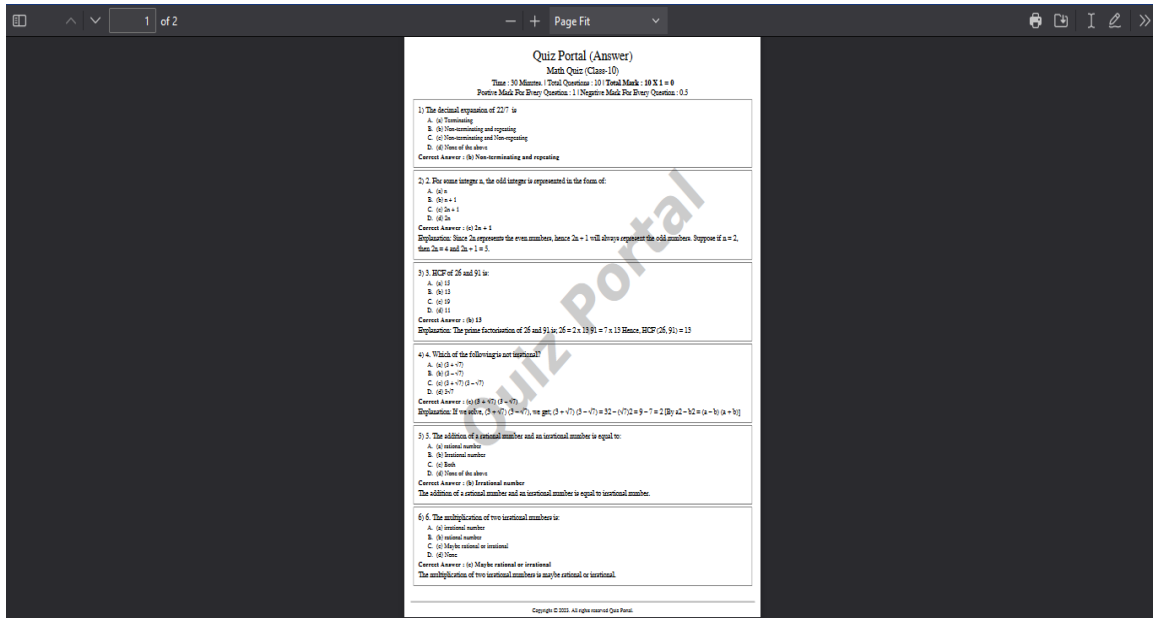 1 of 2
Page Fit
Quiz Portal (Answer)
Math Quiz (Class-10)
Time : 30 Minutes. | Total Questions : 10 | Total Mark : 10 X 1 = 0
Postive Mark For Every Question : 1 | Negative Mark For Every Question : 0.5
1) The decimal expansion of 22/7 is
A. (a) Terminating
B. (b) Non-terminating and repeating
C. (c) Non-terminating and Non-repeating
D. (d) None of the above
Correct Answer : (b) Non-terminating and repeating
2) 2. For some integer n, the odd integer is represented in the form of:
A. (a) n
B. (b) n + 1
C. (c) 2n + 1
D. (d) 2n
Correct Answer : (c) 2n + 1
Explanation: Since 2n represents the even numbers, hence 2n + 1 will always represent the odd numbers. Suppose if n = 2,
then 2n = 4 and 2n + 1 = 5.
3) 3. HCF of 26 and 91 is:
A. (a) 15
B. (b) 13
C. (c) 19
D. (d) 11
Correct Answer : (b) 13
Explanation: The prime factorisation of 26 and 91 is; 26 = 2 x 13 91 = 7 x 13 Hence, HCF (26, 91) = 13
4) 4. Which of the following is not irrational?
A. (a) (3 + √7)
B. (b) (3 – √7)
C. (c) (3 + √7) (3 – √7)
D. (d) 3√7
Correct Answer : (c) (3 + √7) (3 – √7)
Explanation: If we solve, (3 + √7) (3 – √7), we get; (3 + √7) (3 – √7) = 32 – (√7)2 = 9 – 7 = 2 [By a2 – b2 = (a – b) (a + b)]
5) 5. The addition of a rational number and an irrational number is equal to:
A. (a) rational number
B. (b) Irrational number
C. (c) Both
D. (d) None of the above
Correct Answer : (b) Irrational number
The addition of a rational number and an irrational number is equal to irrational number.
6) 6. The multiplication of two irrational numbers is:
A. (a) irrational number
B. (b) rational number
C. (c) Maybe rational or irrational
D. (d) None
Correct Answer : (c) Maybe rational or irrational
The multiplication of two irrational numbers is maybe rational or irrational.
Quiz Portal
Copyright © 2023. All rights reserved Quiz Portal.